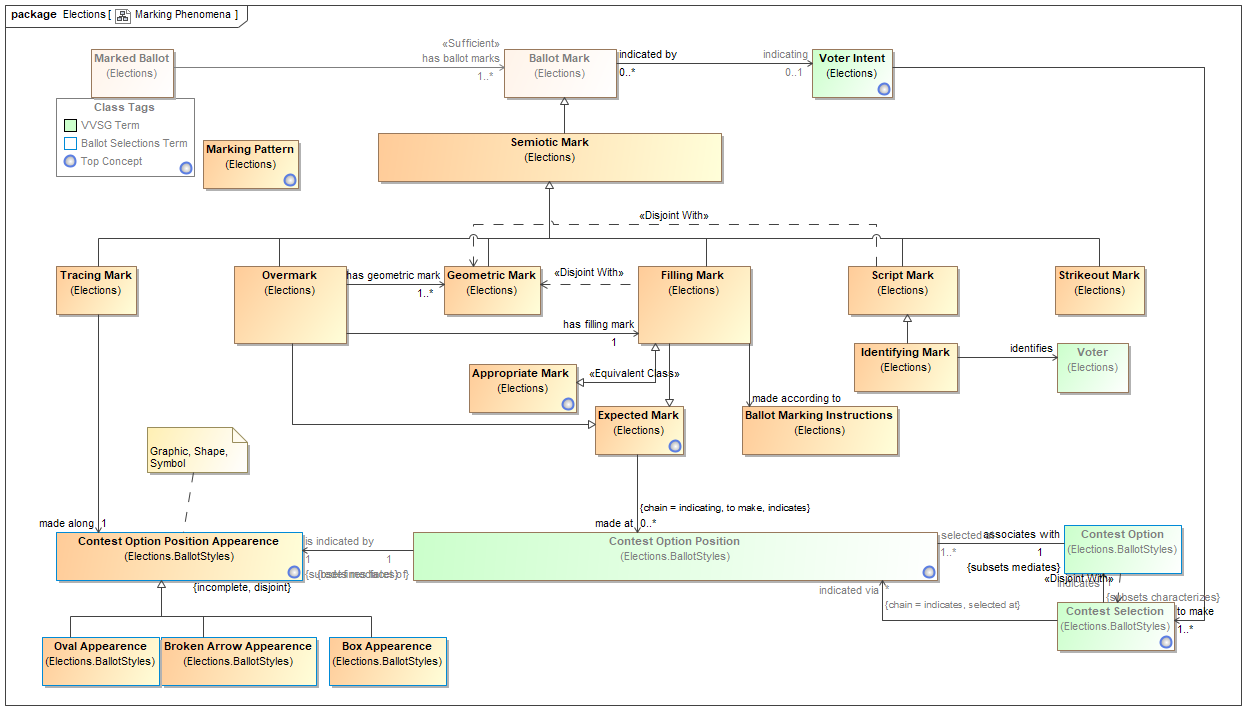 package Elections [ Marking Phenomena ]
Marked Ballot
(Elections)
«Sufficient»
has ballot marks
1..*
Ballot Mark
(Elections)
indicated by
0..*
indicating
0..1
Voter Intent
(Elections)
Class Tags
VVSG Term
Ballot Selections Term
Top Concept
Marking Pattern
(Elections)
Semiotic Mark
(Elections)
«Disjoint With»
Tracing Mark
(Elections)
Overmark
(Elections)
has geometric mark
1..*
Geometric Mark
(Elections)
«Disjoint With»
Filling Mark
(Elections)
Script Mark
(Elections)
Strikeout Mark
(Elections)
has filling mark
1
Identifying Mark
(Elections)
identifies
Voter
(Elections)
Appropriate Mark
(Elections)
«Equivalent Class»
Expected Mark
(Elections)
made according to
Ballot Marking Instructions
(Elections)
Graphic, Shape,
Symbol
made along
1
{chain = indicating, to make, indicates}
made at
0..*
Contest Option Position Appearence
(Elections.BallotStyles)
is indicated by
1
1
Contest Option Position
(Elections.BallotStyles)
selected at
1..*
associates with
1
{subsets mediates}
Contest Option
(Elections.BallotStyles)
«Disjoint With»
indicates
{subsets characterizes}
{incomplete, disjoint}
indicated via
*
{chain = indicates, selected at}
Contest Selection
(Elections.BallotStyles)
to make
1..*
Oval Appearence
(Elections.BallotStyles)
Broken Arrow Appearence
(Elections.BallotStyles)
Box Appearence
(Elections.BallotStyles)